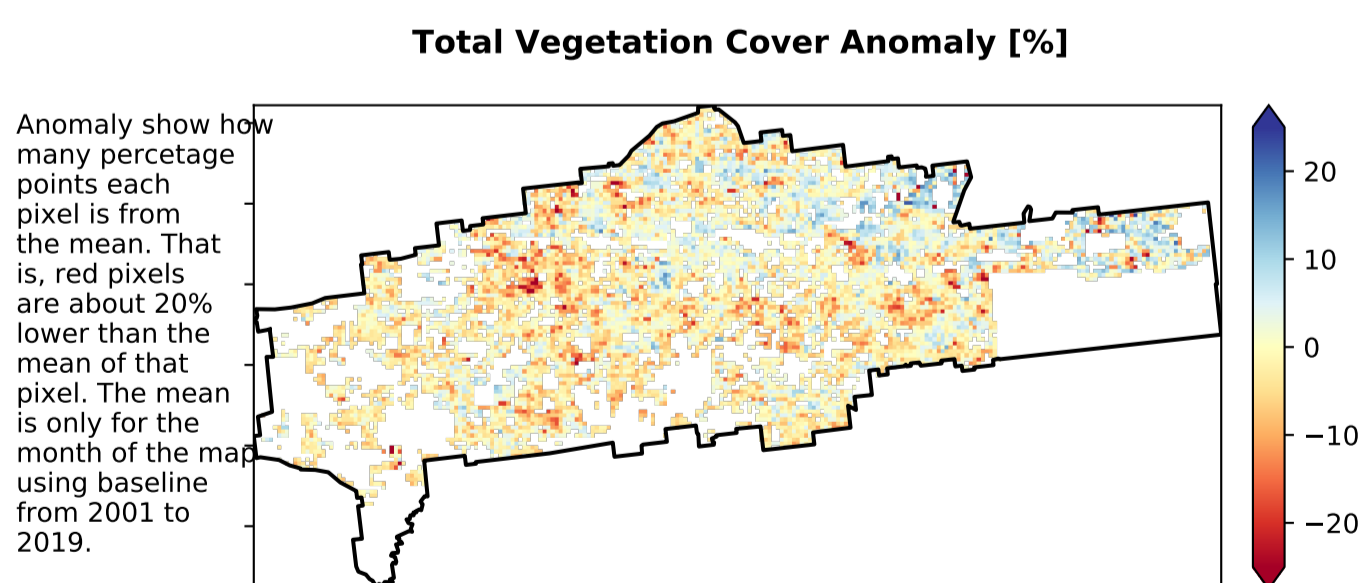 Total Vegetation Cover Anomaly [%]
Anomaly show how
many percetage
points each
pixel is from
the mean. That
is, red pixels
are about 20%
lower than the
mean of that
pixel. The mean
is only for the
month of the map
using baseline
from 2001 to
2019.
20
10
0
−10
−20